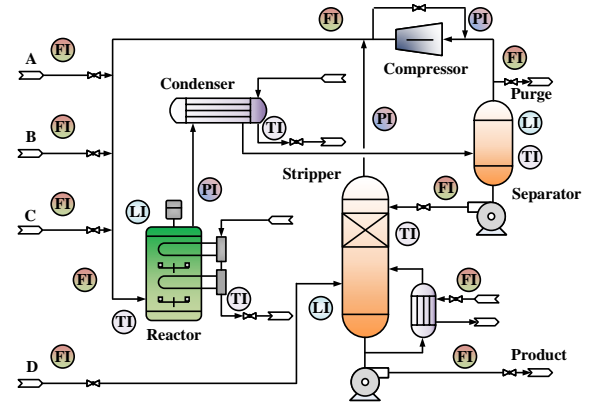 FI
PI
FI
FI
A
Compressor
Condenser
Purge
FI
TI
LI
B
PI
TI
Stripper
FI
PI
FI
Separator
C
LI
TI
FI
TI
FI
TI
LI
Reactor
FI
FI
Product
D